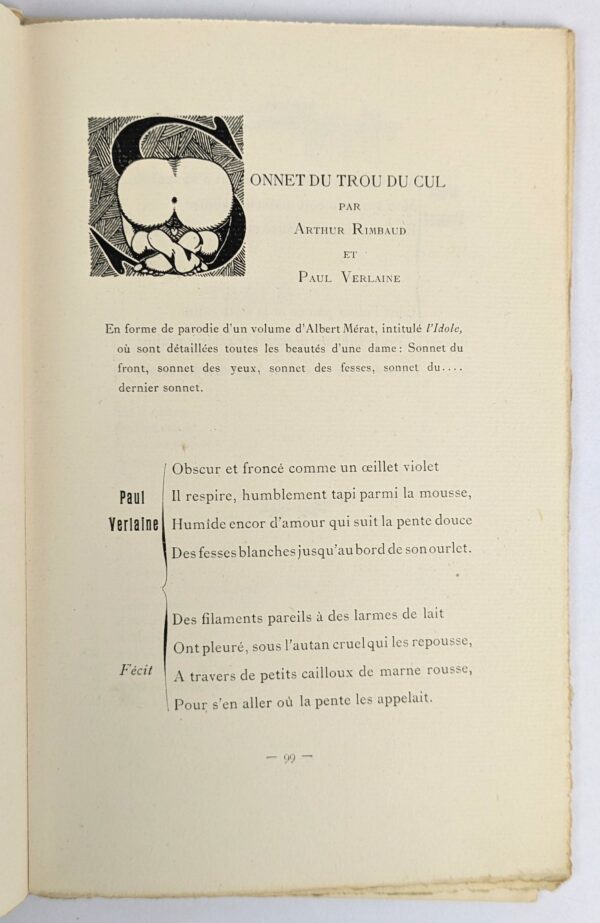 SONNET DU TROU DU CUL
PAR
ARTHUR RIMBAUD
ET
PAUL VERLAINE
En forme de parodie d'un volume d'Albert Mérat, intitulé l'Idole,
où sont détaillées toutes les beautés d'une dame : Sonnet du
front, sonnet des yeux, sonnet des fesses, sonnet du....
dernier sonnet.
Paul
Verlaine
Obscur et froncé comme un œillet violet
Il respire, humblement tapi parmi la mousse,
Humide encor d'amour qui suit la pente douce
Des fesses blanches jusqu'au bord de son ourlet.
Fécit
Des filaments pareils à des larmes de lait
Ont pleuré, sous l'autan cruel qui les repousse,
A travers de petits cailloux de marne rousse,
Pour s'en aller où la pente les appelait.
— 99 —